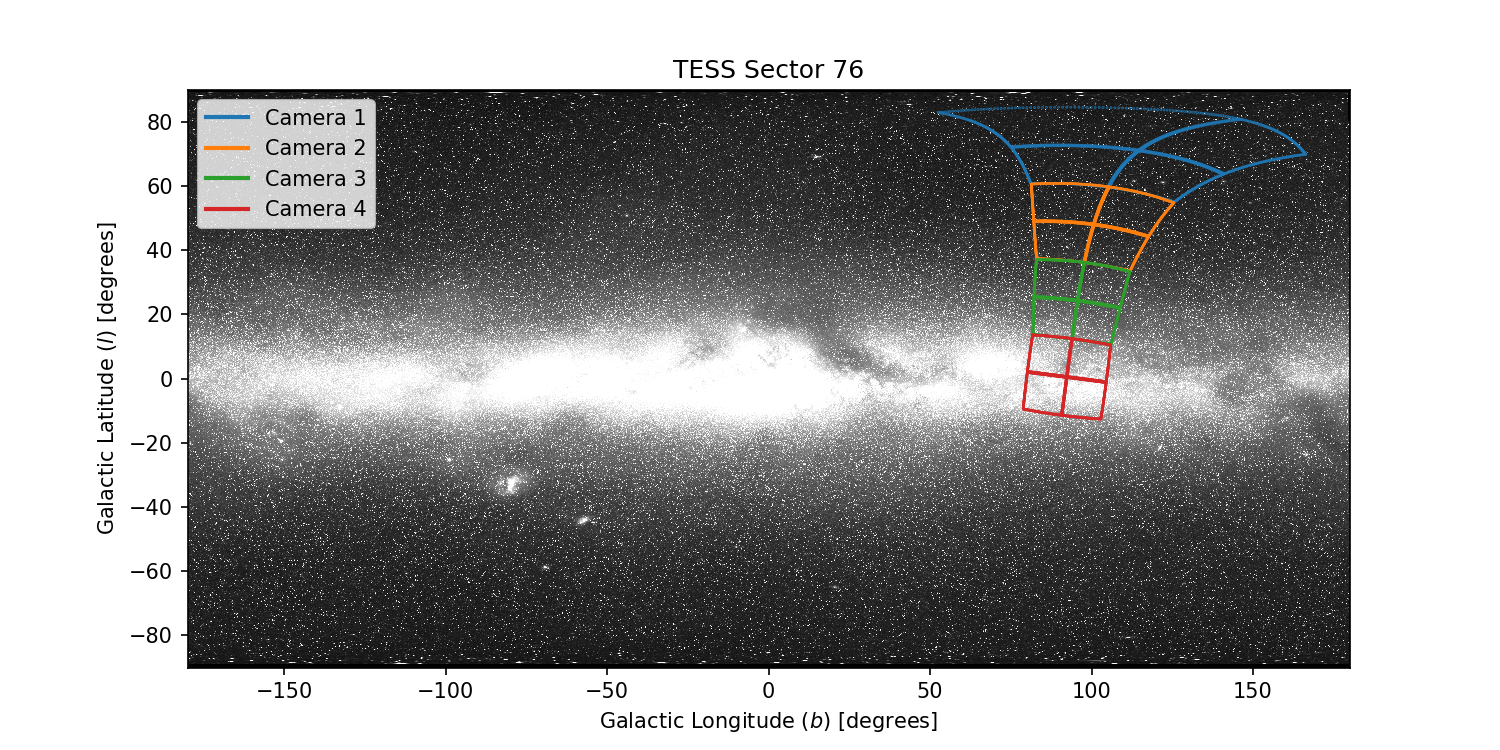 TESS Sector 76
Camera 1
Camera 2
Camera 3
Camera 4
80
60
40
20
0
−20
−40
−60
−80
Galactic Latitude (l) [degrees]
−150
−100
−50
0
50
100
150
Galactic Longitude (b) [degrees]